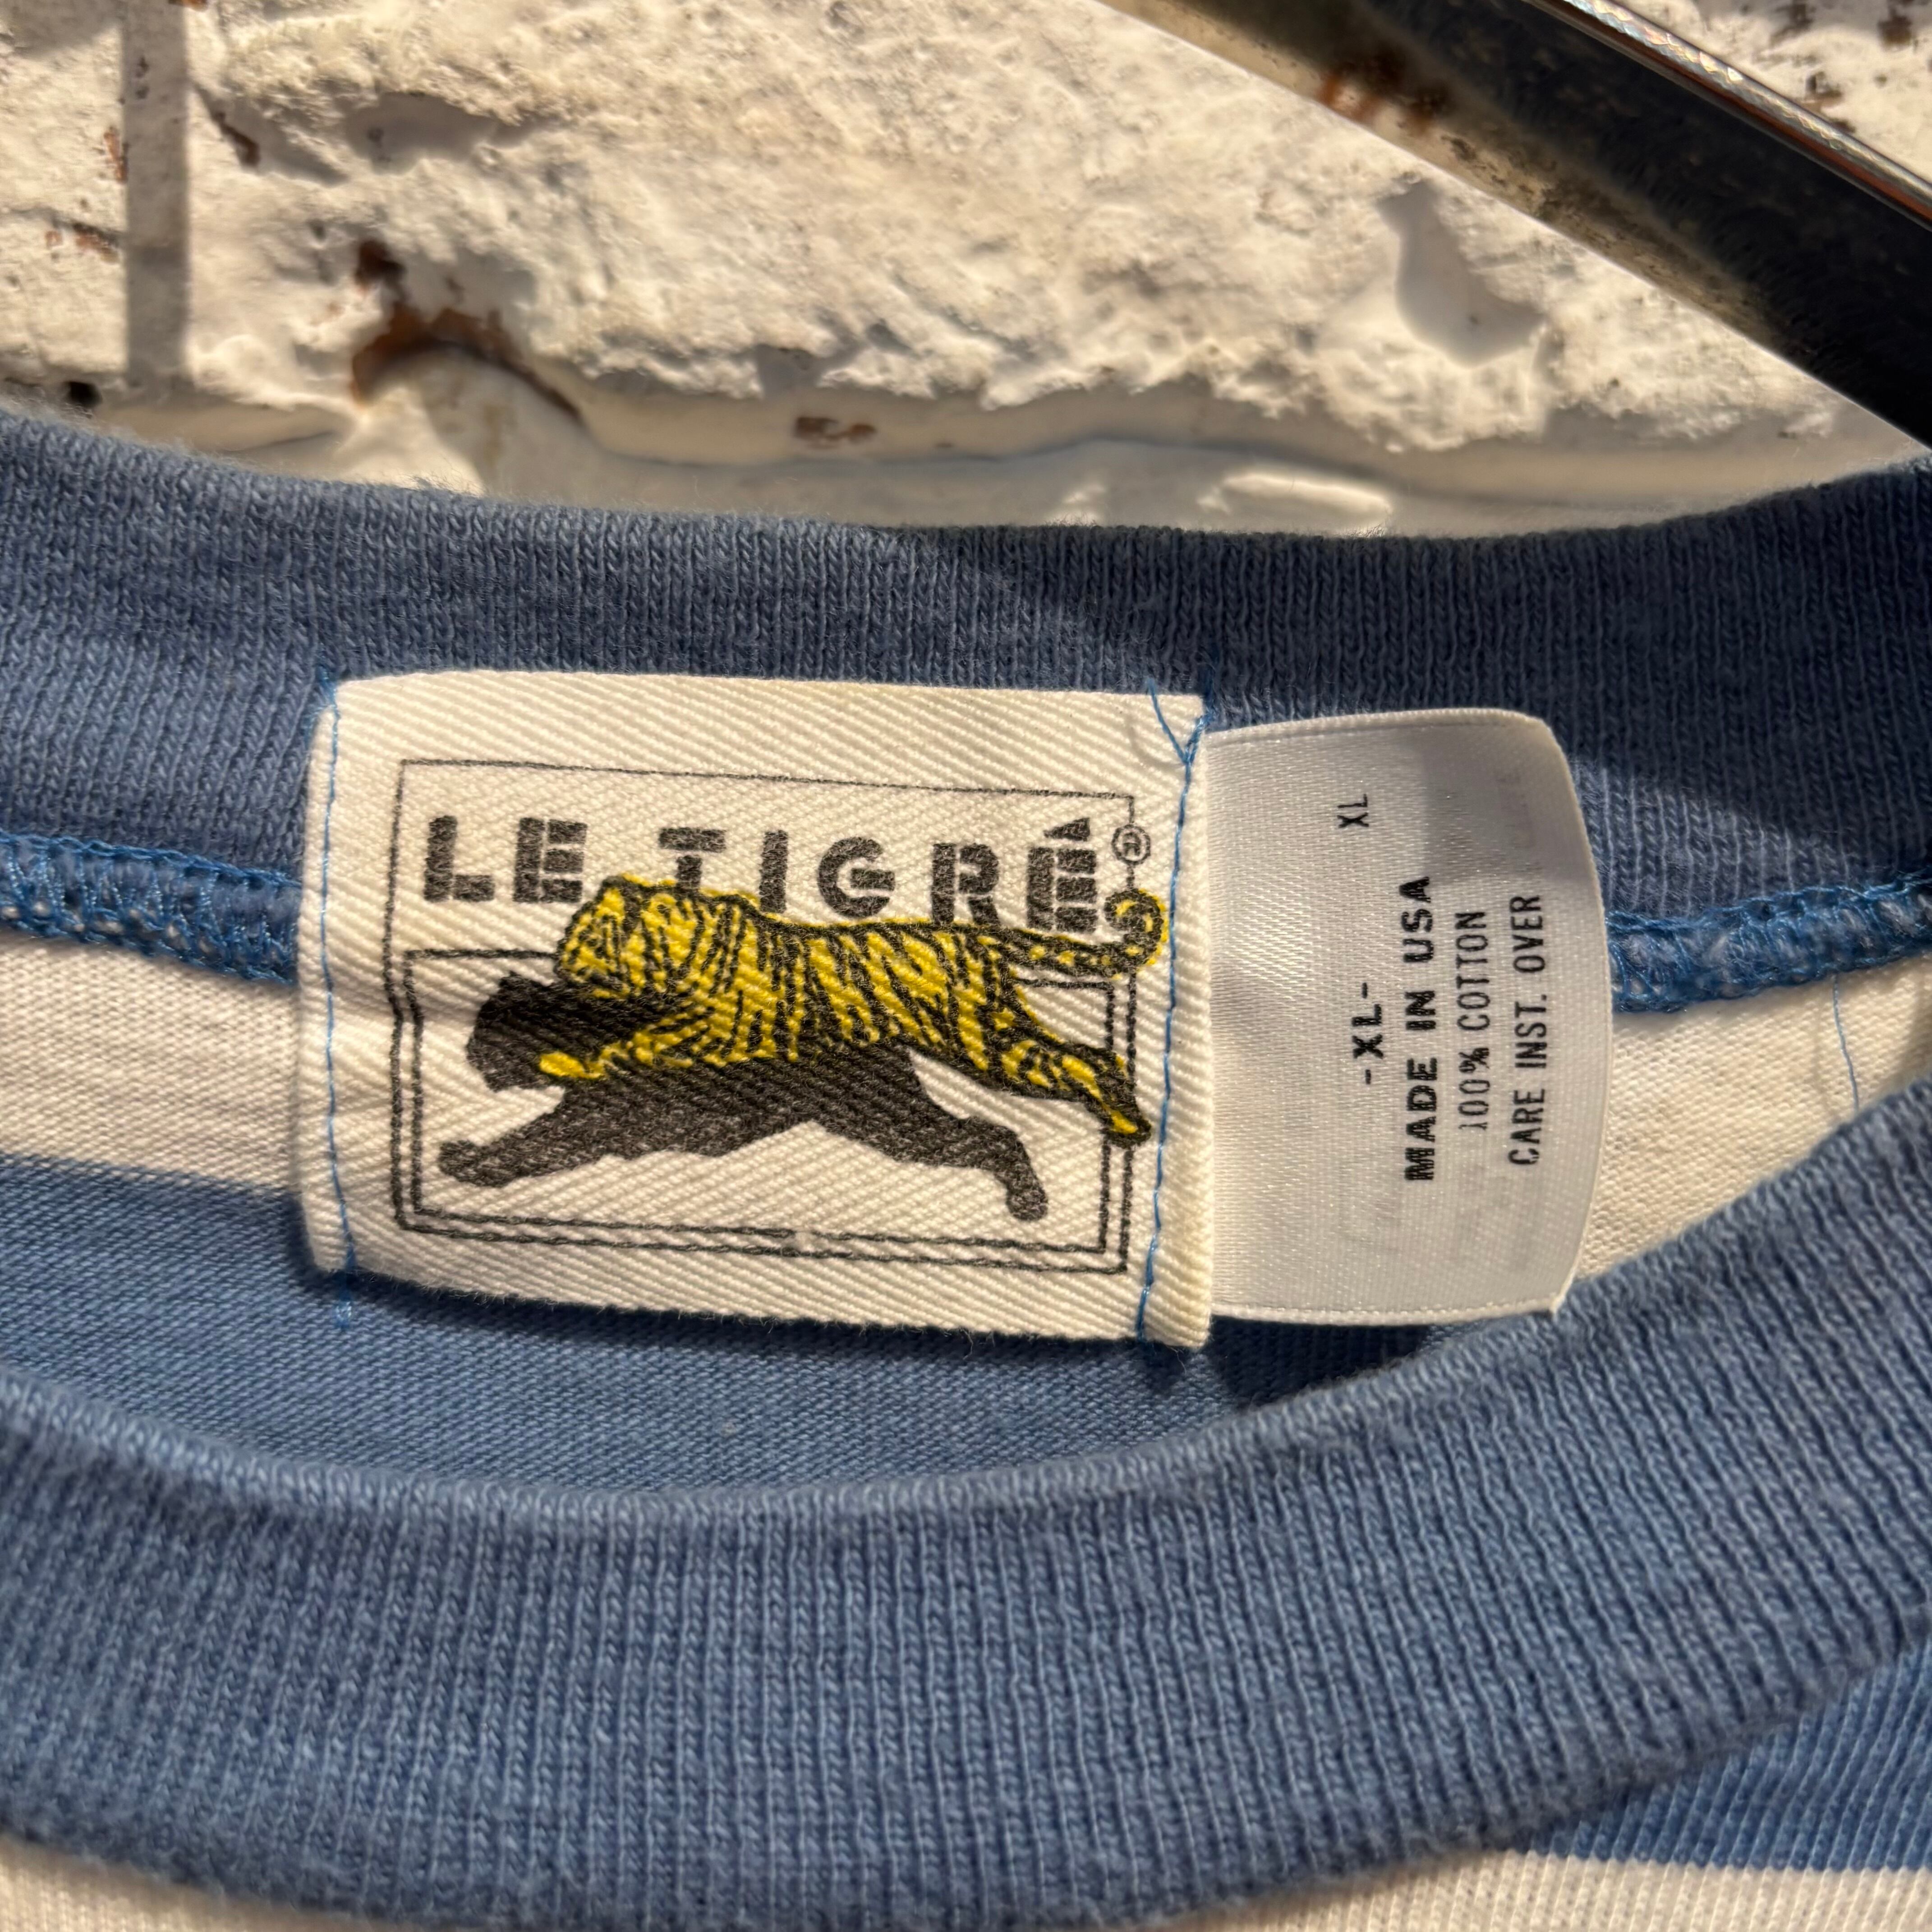 LE TIGRÉ®
XL
-XL-
MADE IN USA
100% COTTON
CARE INST. OVER